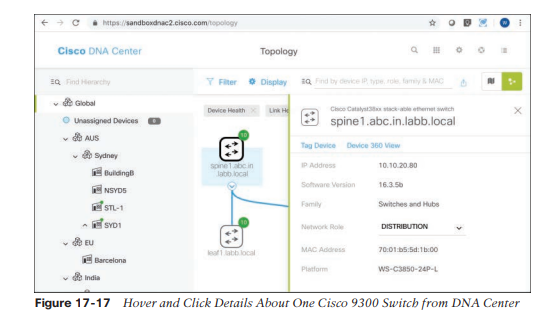 https://sandboxdnac2.cisco.com/topology
Cisco DNA Center
Topology
Find Hierarchy
Filter
Display
Find by device IP, type, role, family & MAC
Global
Unassigned Devices
AUS
Sydney
BuildingB
NSYD5
STL-1
SYD1
EU
Barcelona
India
Device Health
Link He
10
spine1.abc.in
.labb.local
10
leaf1.labb.local
Cisco Catalyst38xx stack-able ethernet switch
spine1.abc.in.labb.local
Tag Device Device 360 View
IP Address 10.10.20.80
Software Version 16.3.5b
Family Switches and Hubs
Network Role DISTRIBUTION
MAC Address 70:01:b5:5d:1b:00
Platform WS-C3850-24P-L
Figure 17-17 Hover and Click Details About One Cisco 9300 Switch from DNA Center